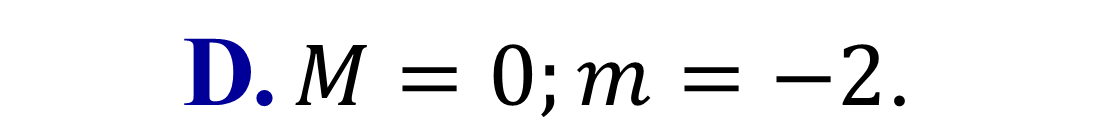 D. M = 0; m = −2.